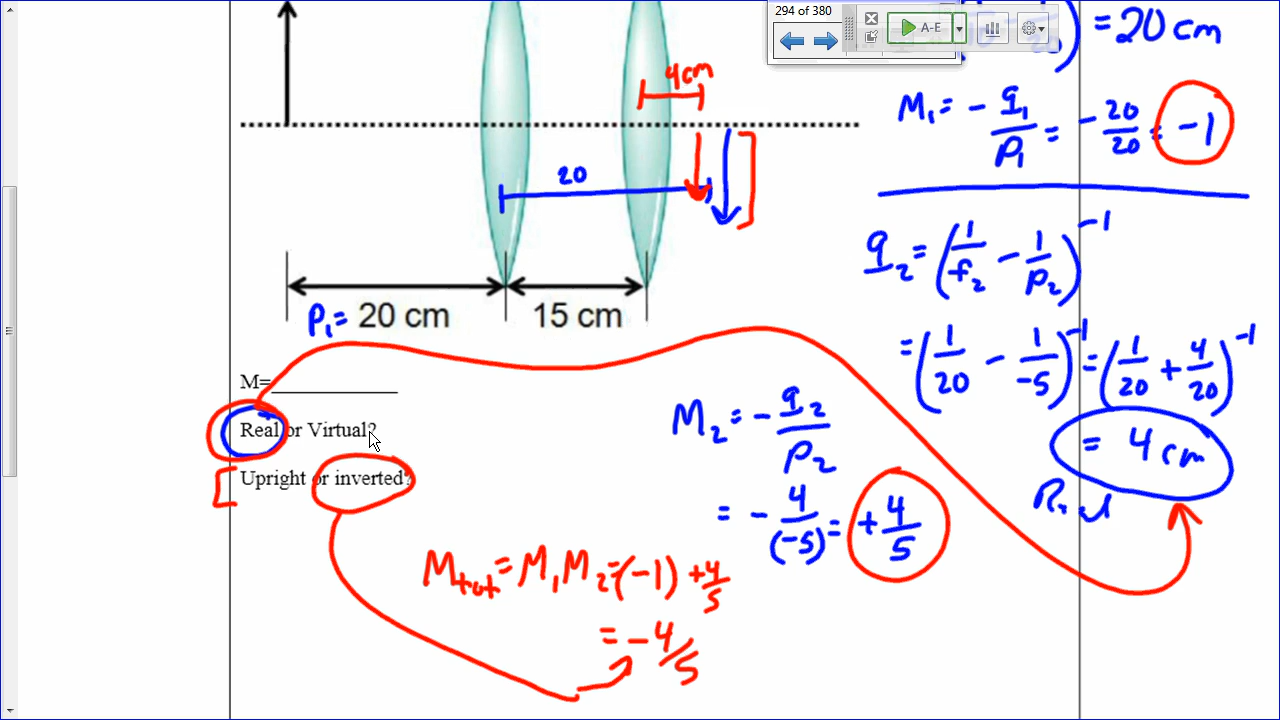 294 of 380
A-E
= 20 cm
4cm
M₁ = - q₁/p₁ = - 20/20 = -1
20
q₂ = (1/f₂ - 1/p₂)⁻¹
P₁= 20 cm
15 cm
= (1/20 - 1/-5)⁻¹ = (1/20 + 4/20)⁻¹
M=
M₂ = - q₂/p₂
Real or Virtual?
= 4 cm
Upright or inverted?
Real
= - 4/(-5) = + 4/5
Mtot = M₁M₂ = (-1) +4/5
= -4/5